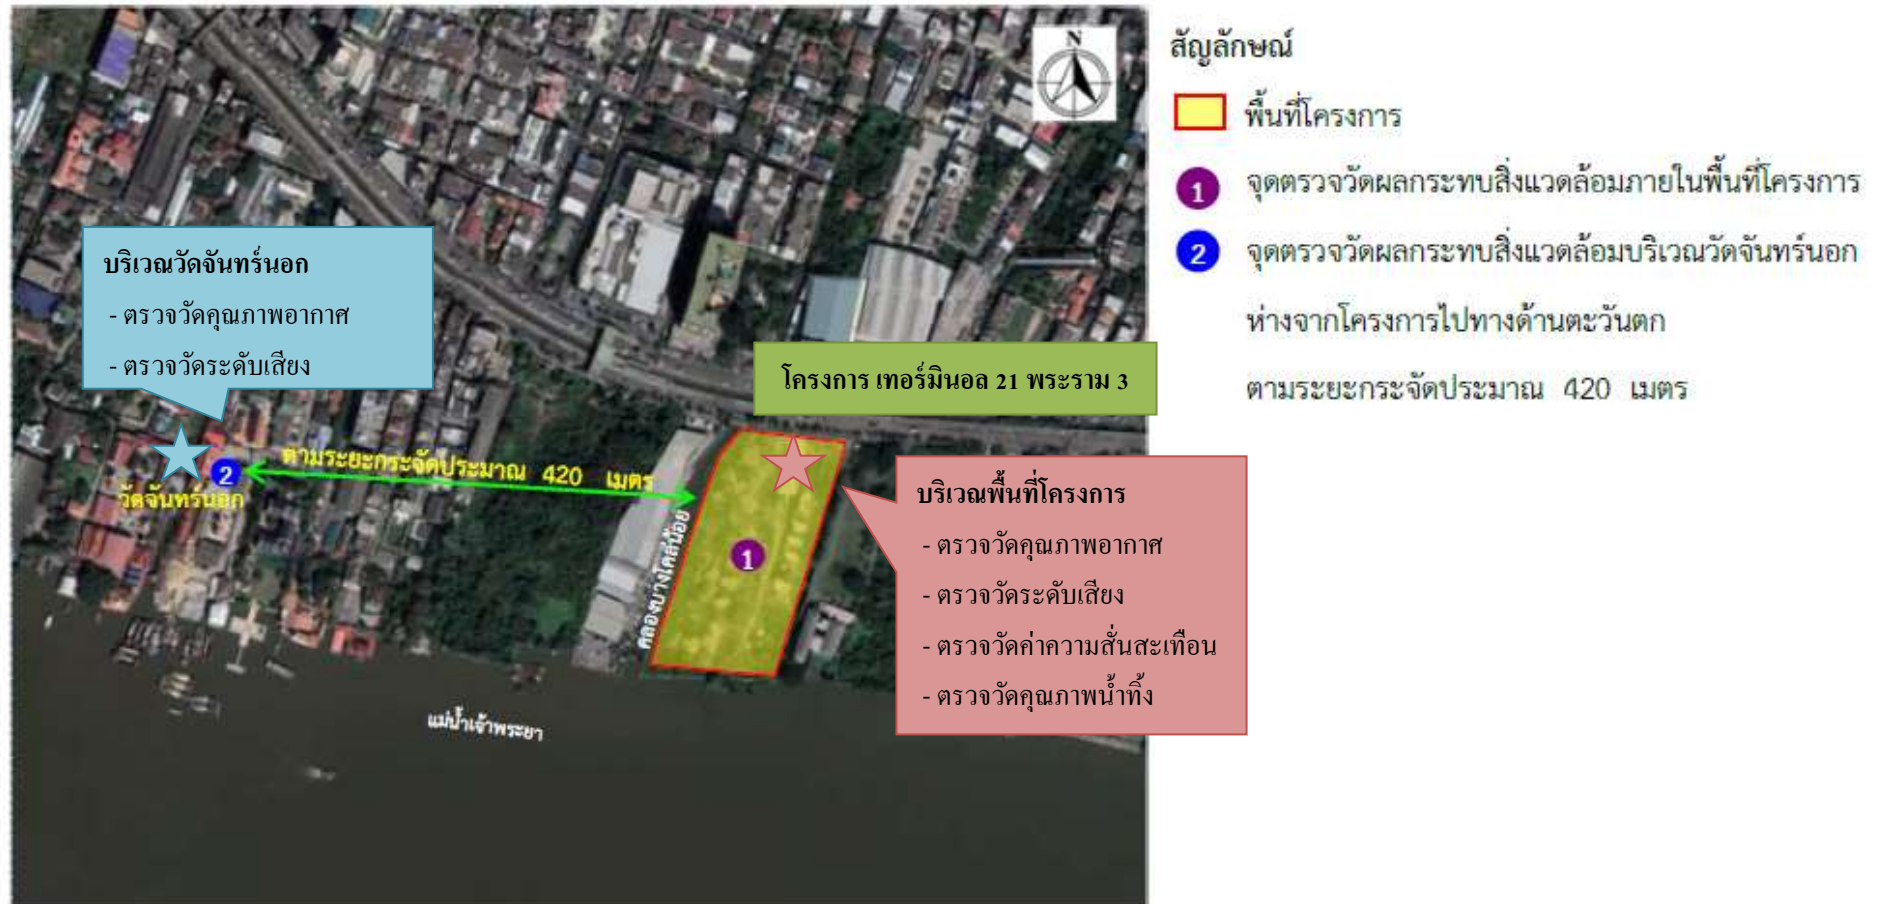 N
สัญลักษณ์
พื้นที่โครงการ
1 จุดตรวจวัดผลกระทบสิ่งแวดล้อมภายในพื้นที่โครงการ
2 จุดตรวจวัดผลกระทบสิ่งแวดล้อมบริเวณวัดจันทร์นอก
ห่างจากโครงการไปทางด้านตะวันตก
ตามระยะกระจัดประมาณ 420 เมตร
บริเวณวัดจันทร์นอก
- ตรวจวัดคุณภาพอากาศ
- ตรวจวัดระดับเสียง
โครงการ เทอร์มินอล 21 พระราม 3
2
วัดจันทร์นอก
ตามระยะกระจัดประมาณ 420 เมตร
คลองบางโคล่น้อย
1
บริเวณพื้นที่โครงการ
- ตรวจวัดคุณภาพอากาศ
- ตรวจวัดระดับเสียง
- ตรวจวัดค่าความสั่นสะเทือน
- ตรวจวัดคุณภาพน้ำทิ้ง
แม่น้ำเจ้าพระยา